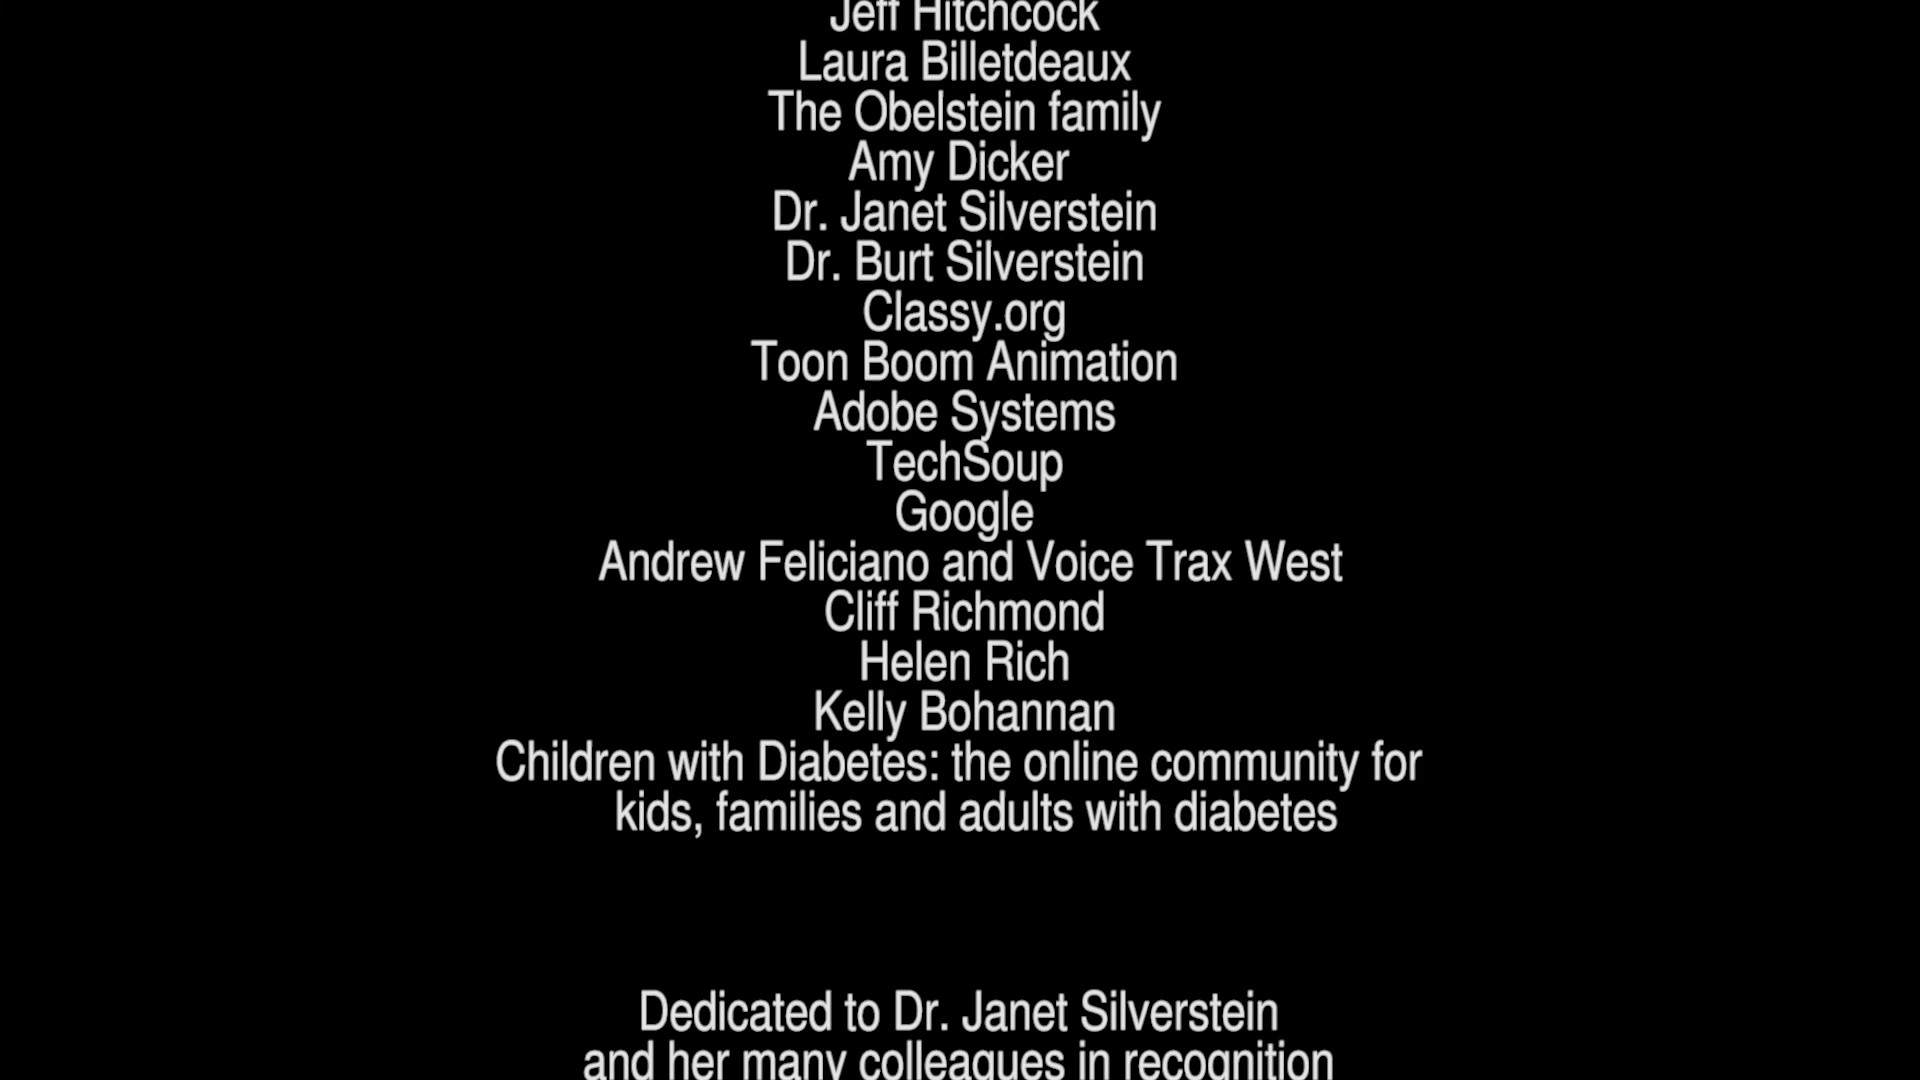 Jeff Hitchcock
Laura Billetdeaux
The Obelstein family
Amy Dicker
Dr. Janet Silverstein
Dr. Burt Silverstein
Classy.org
Toon Boom Animation
Adobe Systems
TechSoup
Google
Andrew Feliciano and Voice Trax West
Cliff Richmond
Helen Rich
Kelly Bohannan
Children with Diabetes: the online community for
kids, families and adults with diabetes
Dedicated to Dr. Janet Silverstein
and her many colleagues in recognition